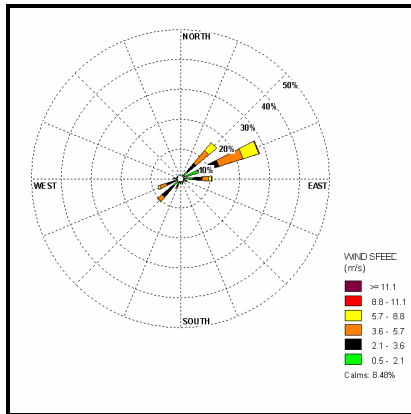 NORTH
50%
40%
30%
20%
10%
WEST
EAST
SOUTH
WIND SFEED
(m/s)
>= 11.1
8.8 - 11.1
5.7 - 8.8
3.6 - 5.7
2.1 - 3.6
0.5 - 2.1
Calms: 8.48%